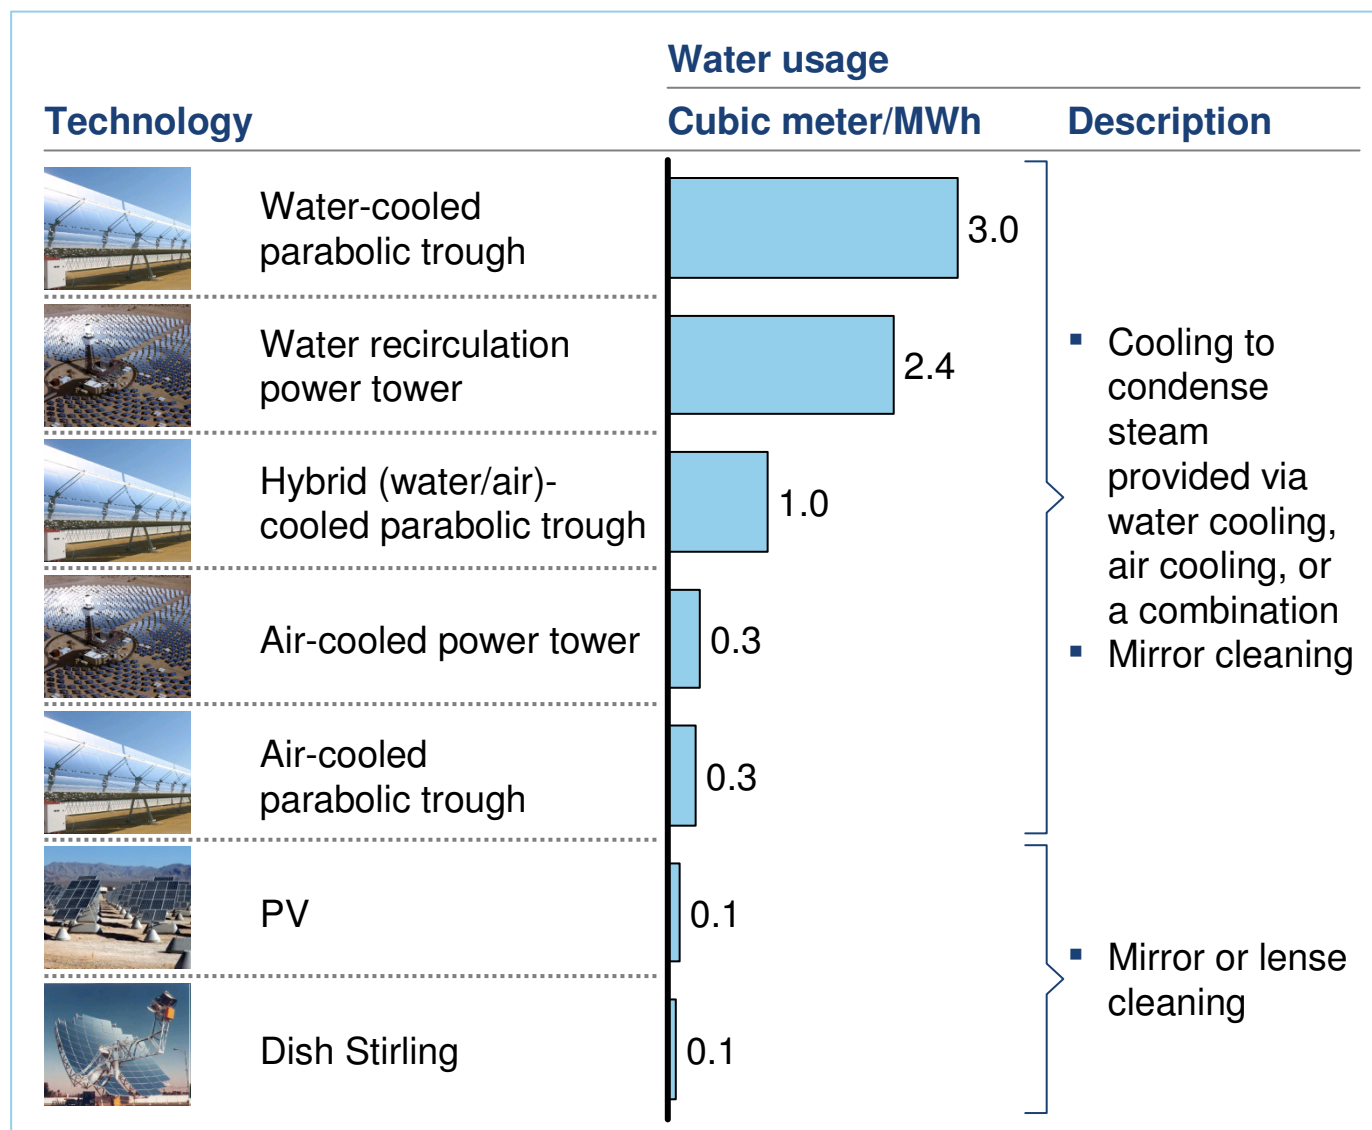 Water usage
Technology
Cubic meter/MWh
Description
Water-cooled
parabolic trough
3.0
Water recirculation
power tower
2.4
Hybrid (water/air)-
cooled parabolic trough
1.0
Air-cooled power tower
0.3
Air-cooled
parabolic trough
0.3
▪ Cooling to
condense
steam
provided via
water cooling,
air cooling, or
a combination
▪ Mirror cleaning
PV
0.1
Dish Stirling
0.1
▪ Mirror or lense
cleaning